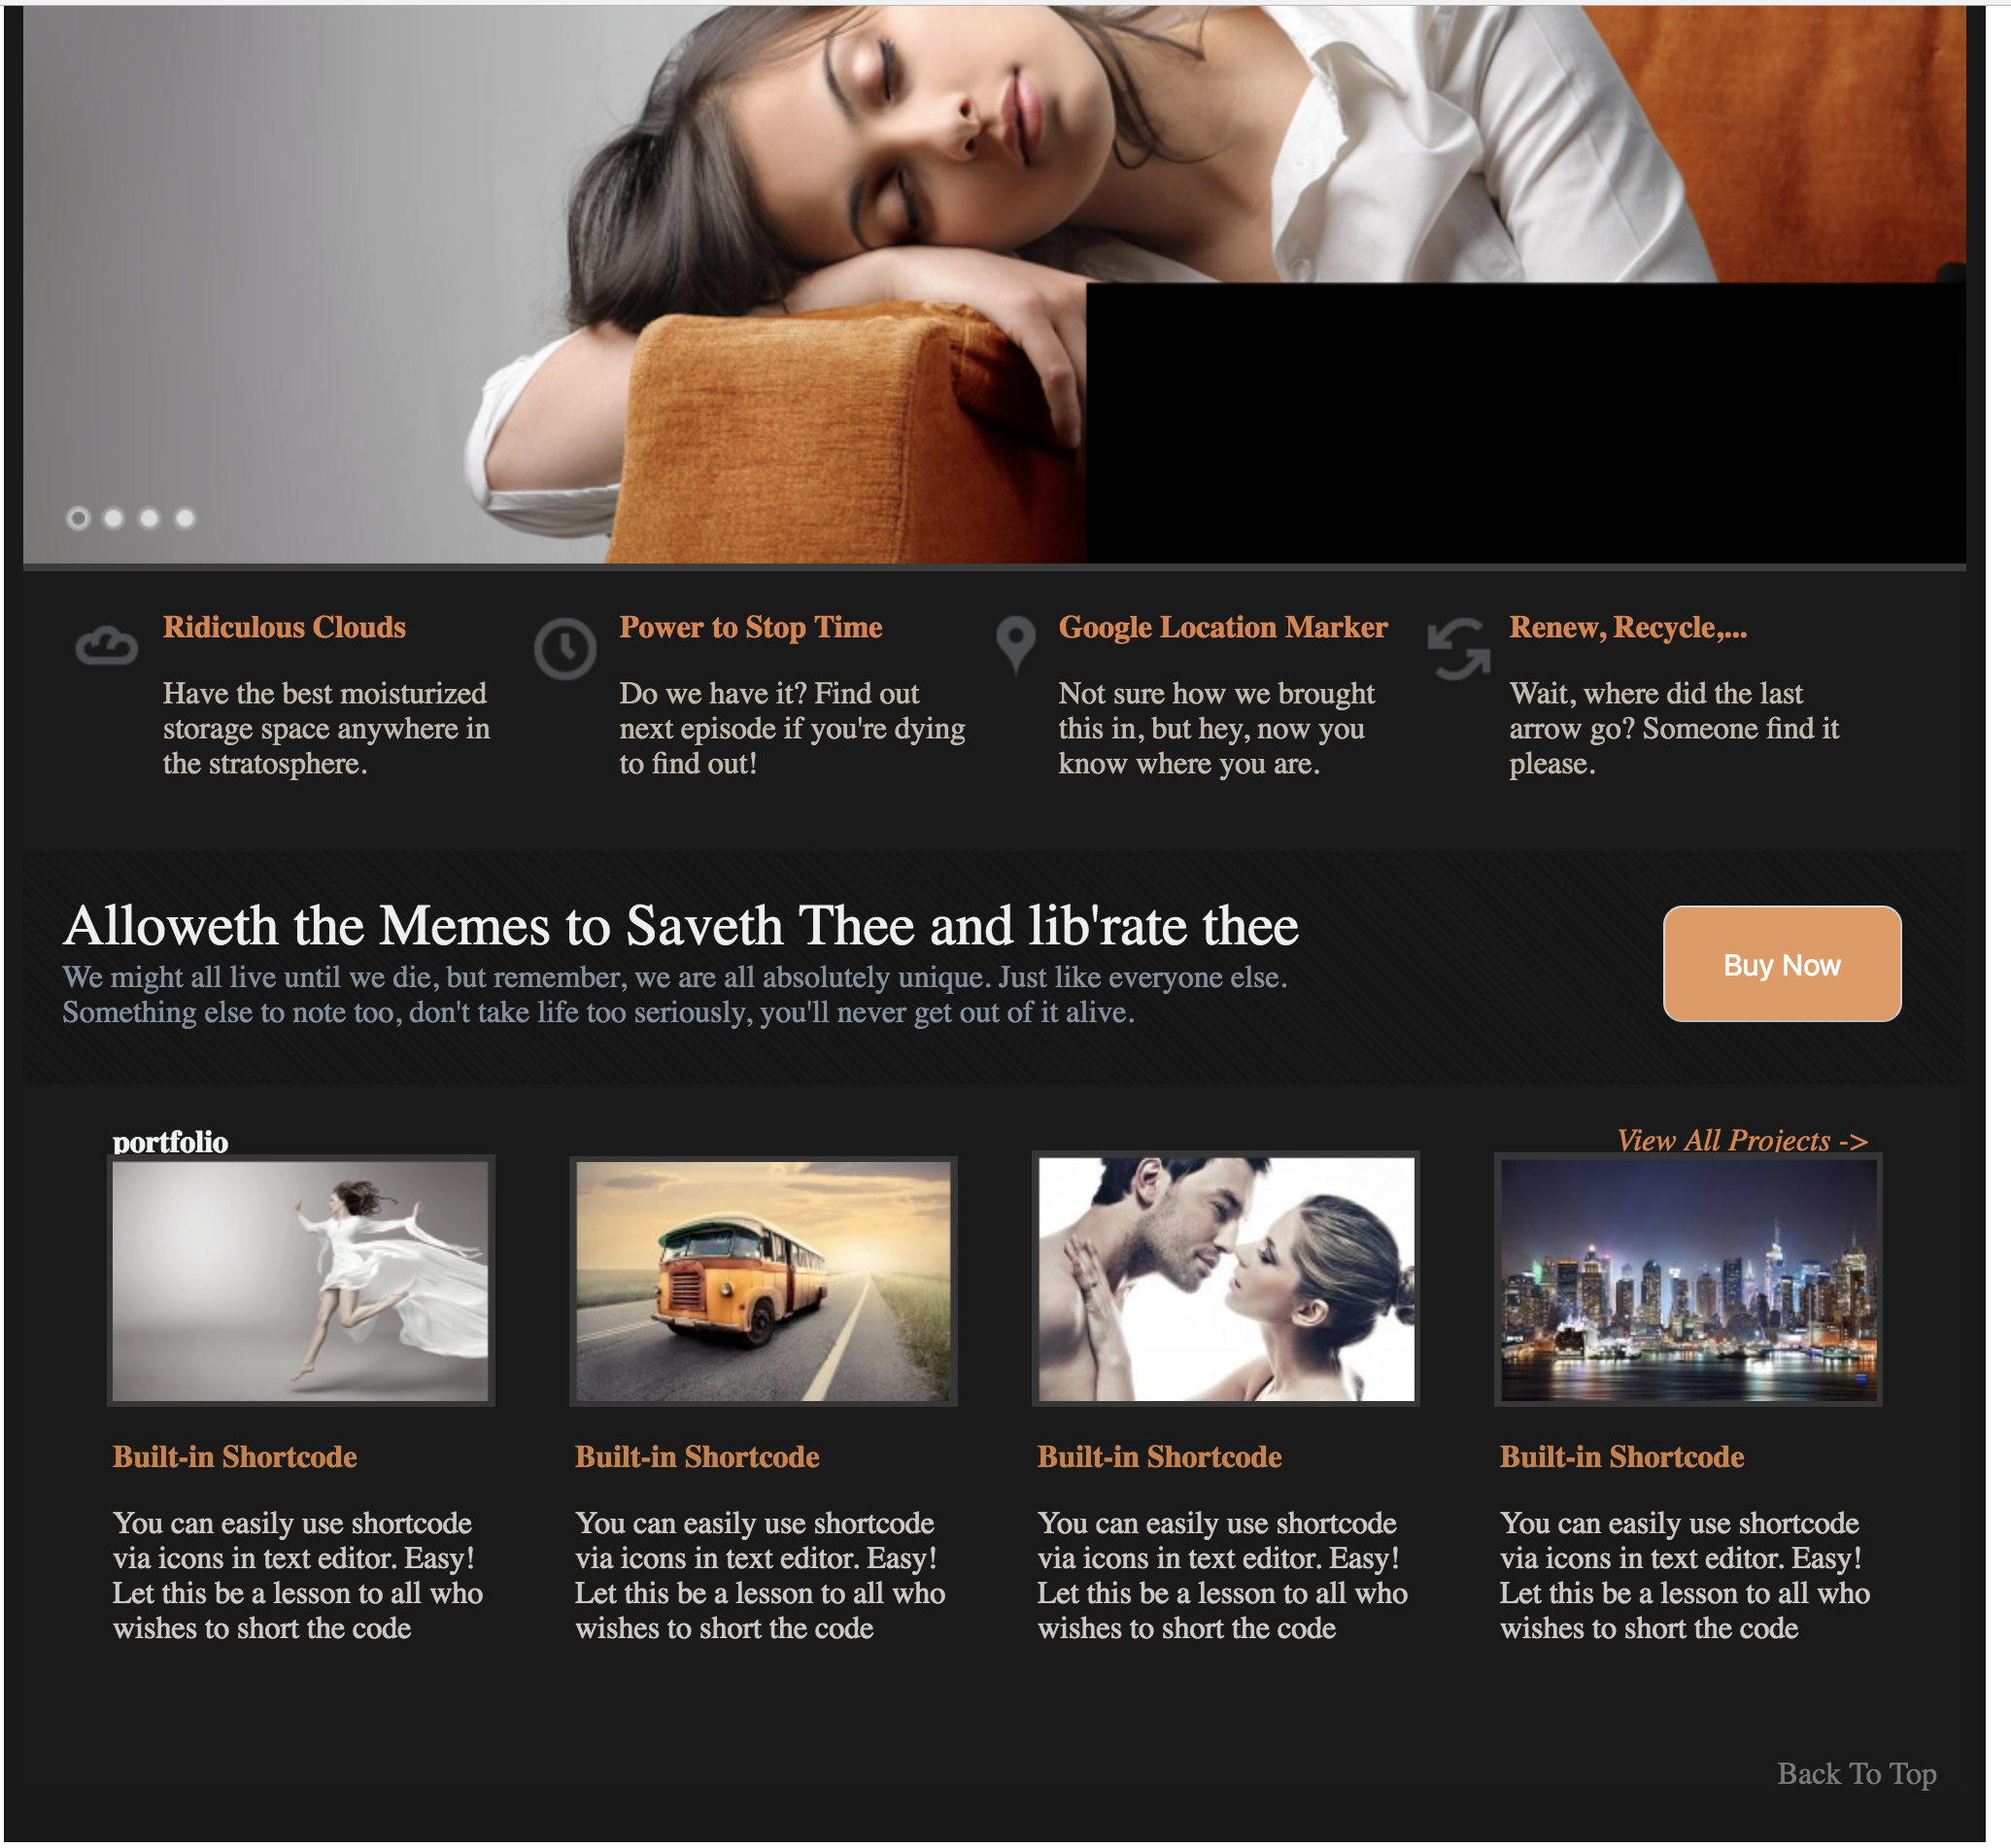 Ridiculous Clouds
Have the best moisturized
storage space anywhere in
the stratosphere.
Power to Stop Time
Do we have it? Find out
next episode if you're dying
to find out!
Google Location Marker
Not sure how we brought
this in, but hey, now you
know where you are.
Renew, Recycle,...
Wait, where did the last
arrow go? Someone find it
please.
Alloweth the Memes to Saveth Thee and lib'rate thee
We might all live until we die, but remember, we are all absolutely unique. Just like everyone else.
Something else to note too, don't take life too seriously, you'll never get out of it alive.
Buy Now
portfolio
View All Projects ->
Built-in Shortcode
You can easily use shortcode
via icons in text editor. Easy!
Let this be a lesson to all who
wishes to short the code
Built-in Shortcode
You can easily use shortcode
via icons in text editor. Easy!
Let this be a lesson to all who
wishes to short the code
Built-in Shortcode
You can easily use shortcode
via icons in text editor. Easy!
Let this be a lesson to all who
wishes to short the code
Built-in Shortcode
You can easily use shortcode
via icons in text editor. Easy!
Let this be a lesson to all who
wishes to short the code
Back To Top